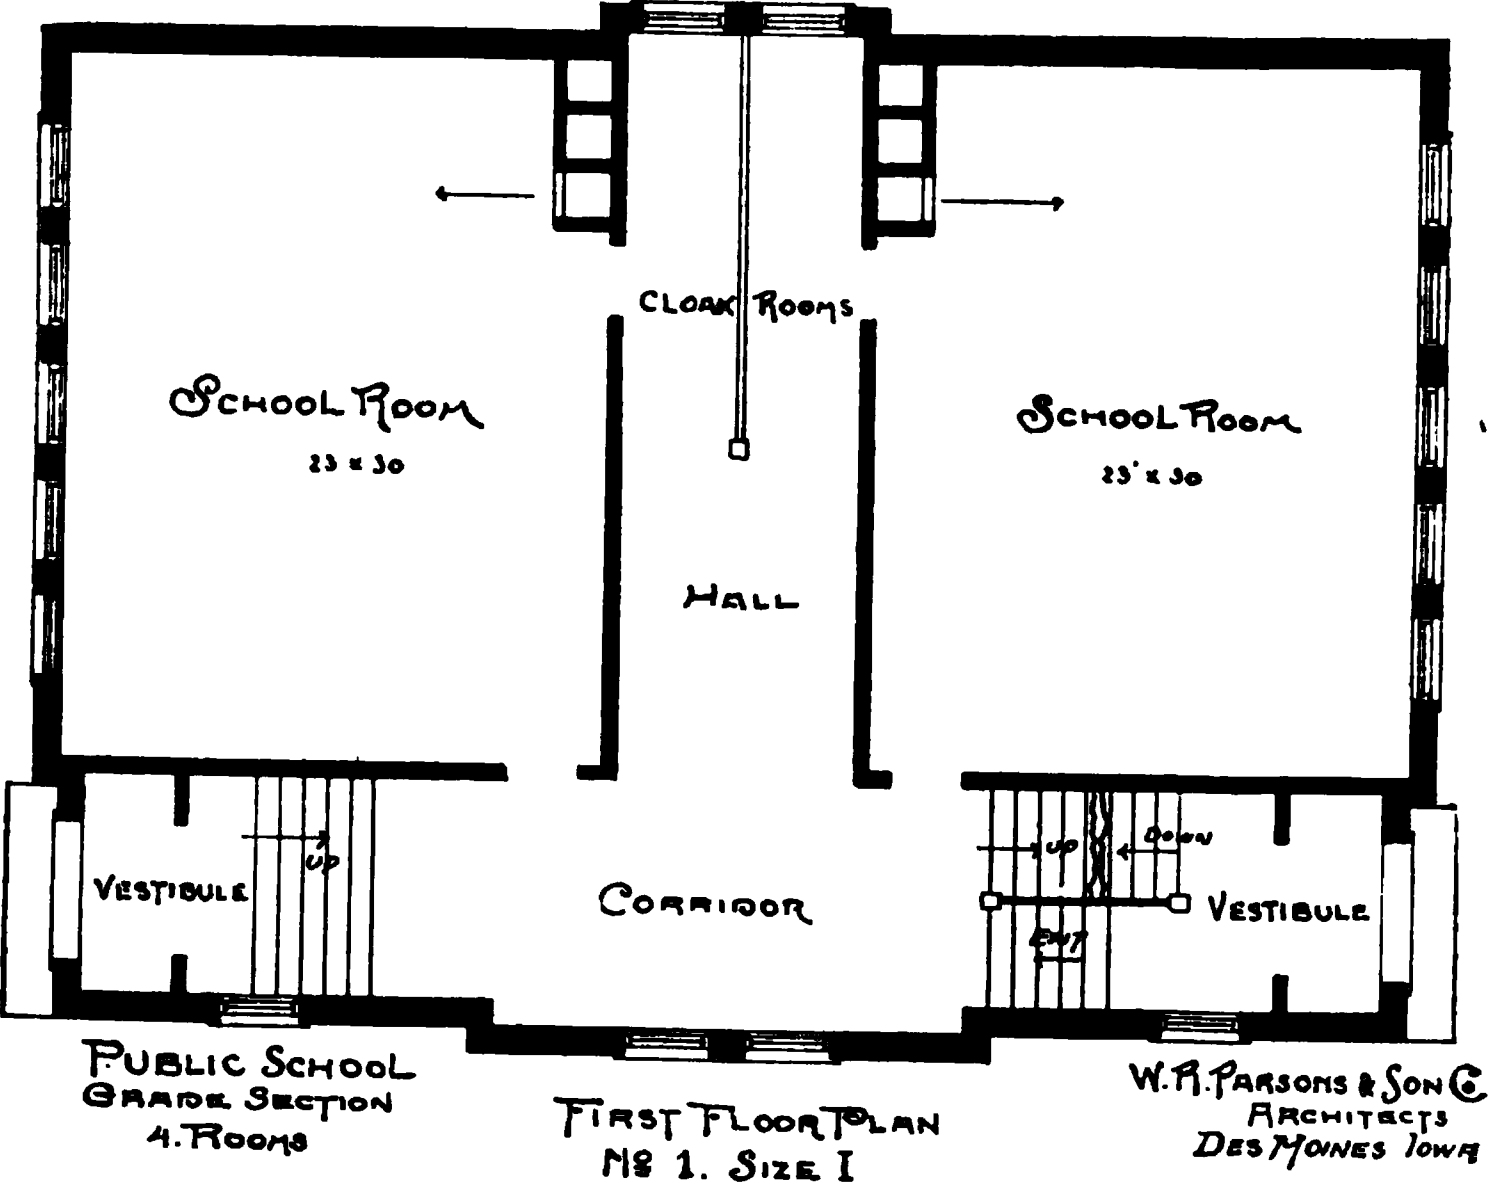 CLOAK ROOMS
SCHOOL ROOM
23 x 30
SCHOOL ROOM
23' x 30
HALL
UP
VESTIBULE
CORRIDOR
UP
DOWN
EXIT
VESTIBULE
PUBLIC SCHOOL
GRADE SECTION
4. ROOMS
FIRST FLOOR PLAN
No 1. SIZE I
W. R. PARSONS & SON Co.
ARCHITECTS
DES MOINES IOWA